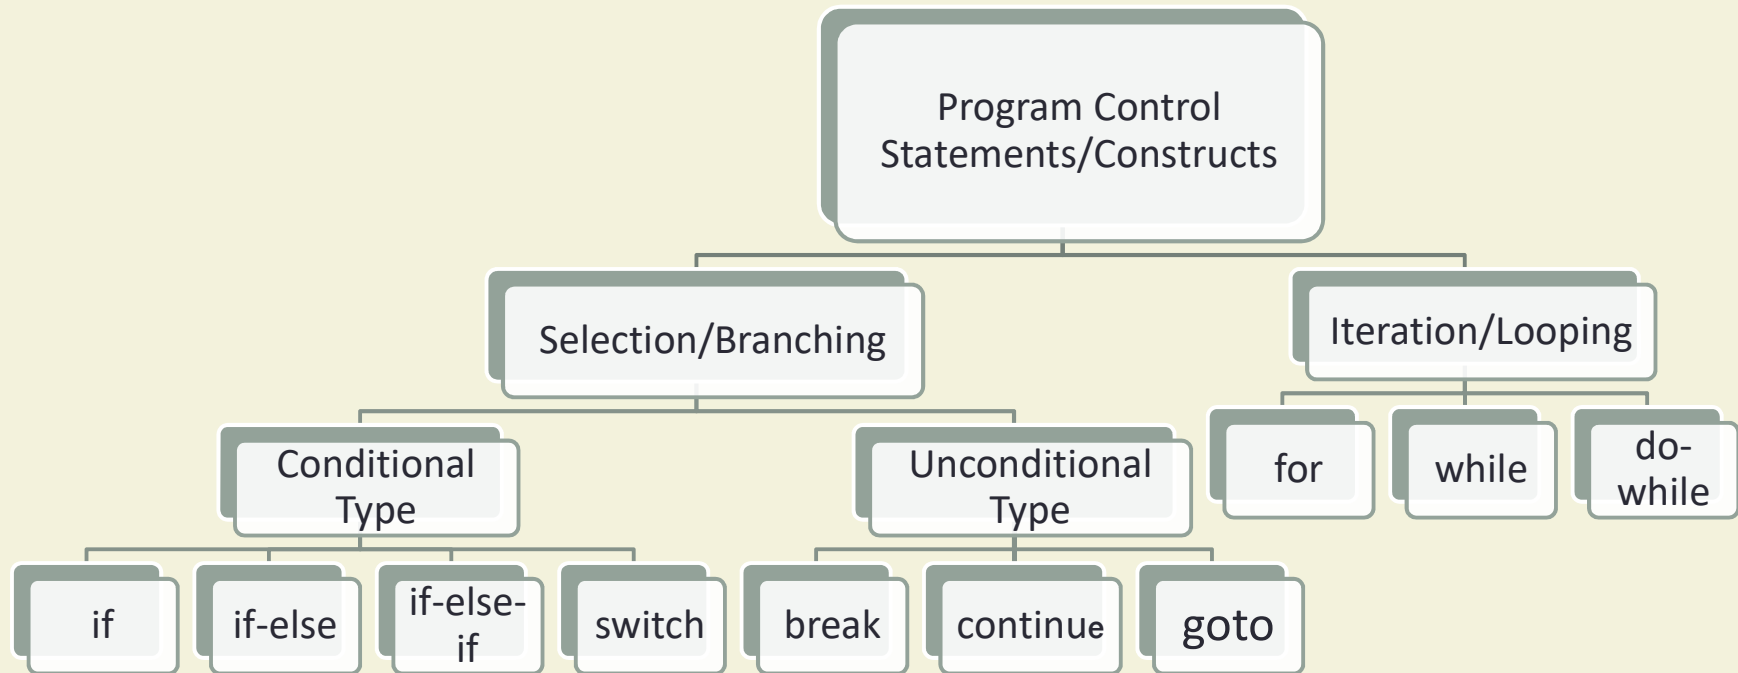 Program Control
Statements/Constructs
Selection/Branching
Iteration/Looping
Conditional
Type
Unconditional
Type
for
while
do-
while
if
if-else
if-else-
if
switch
break
continue
goto